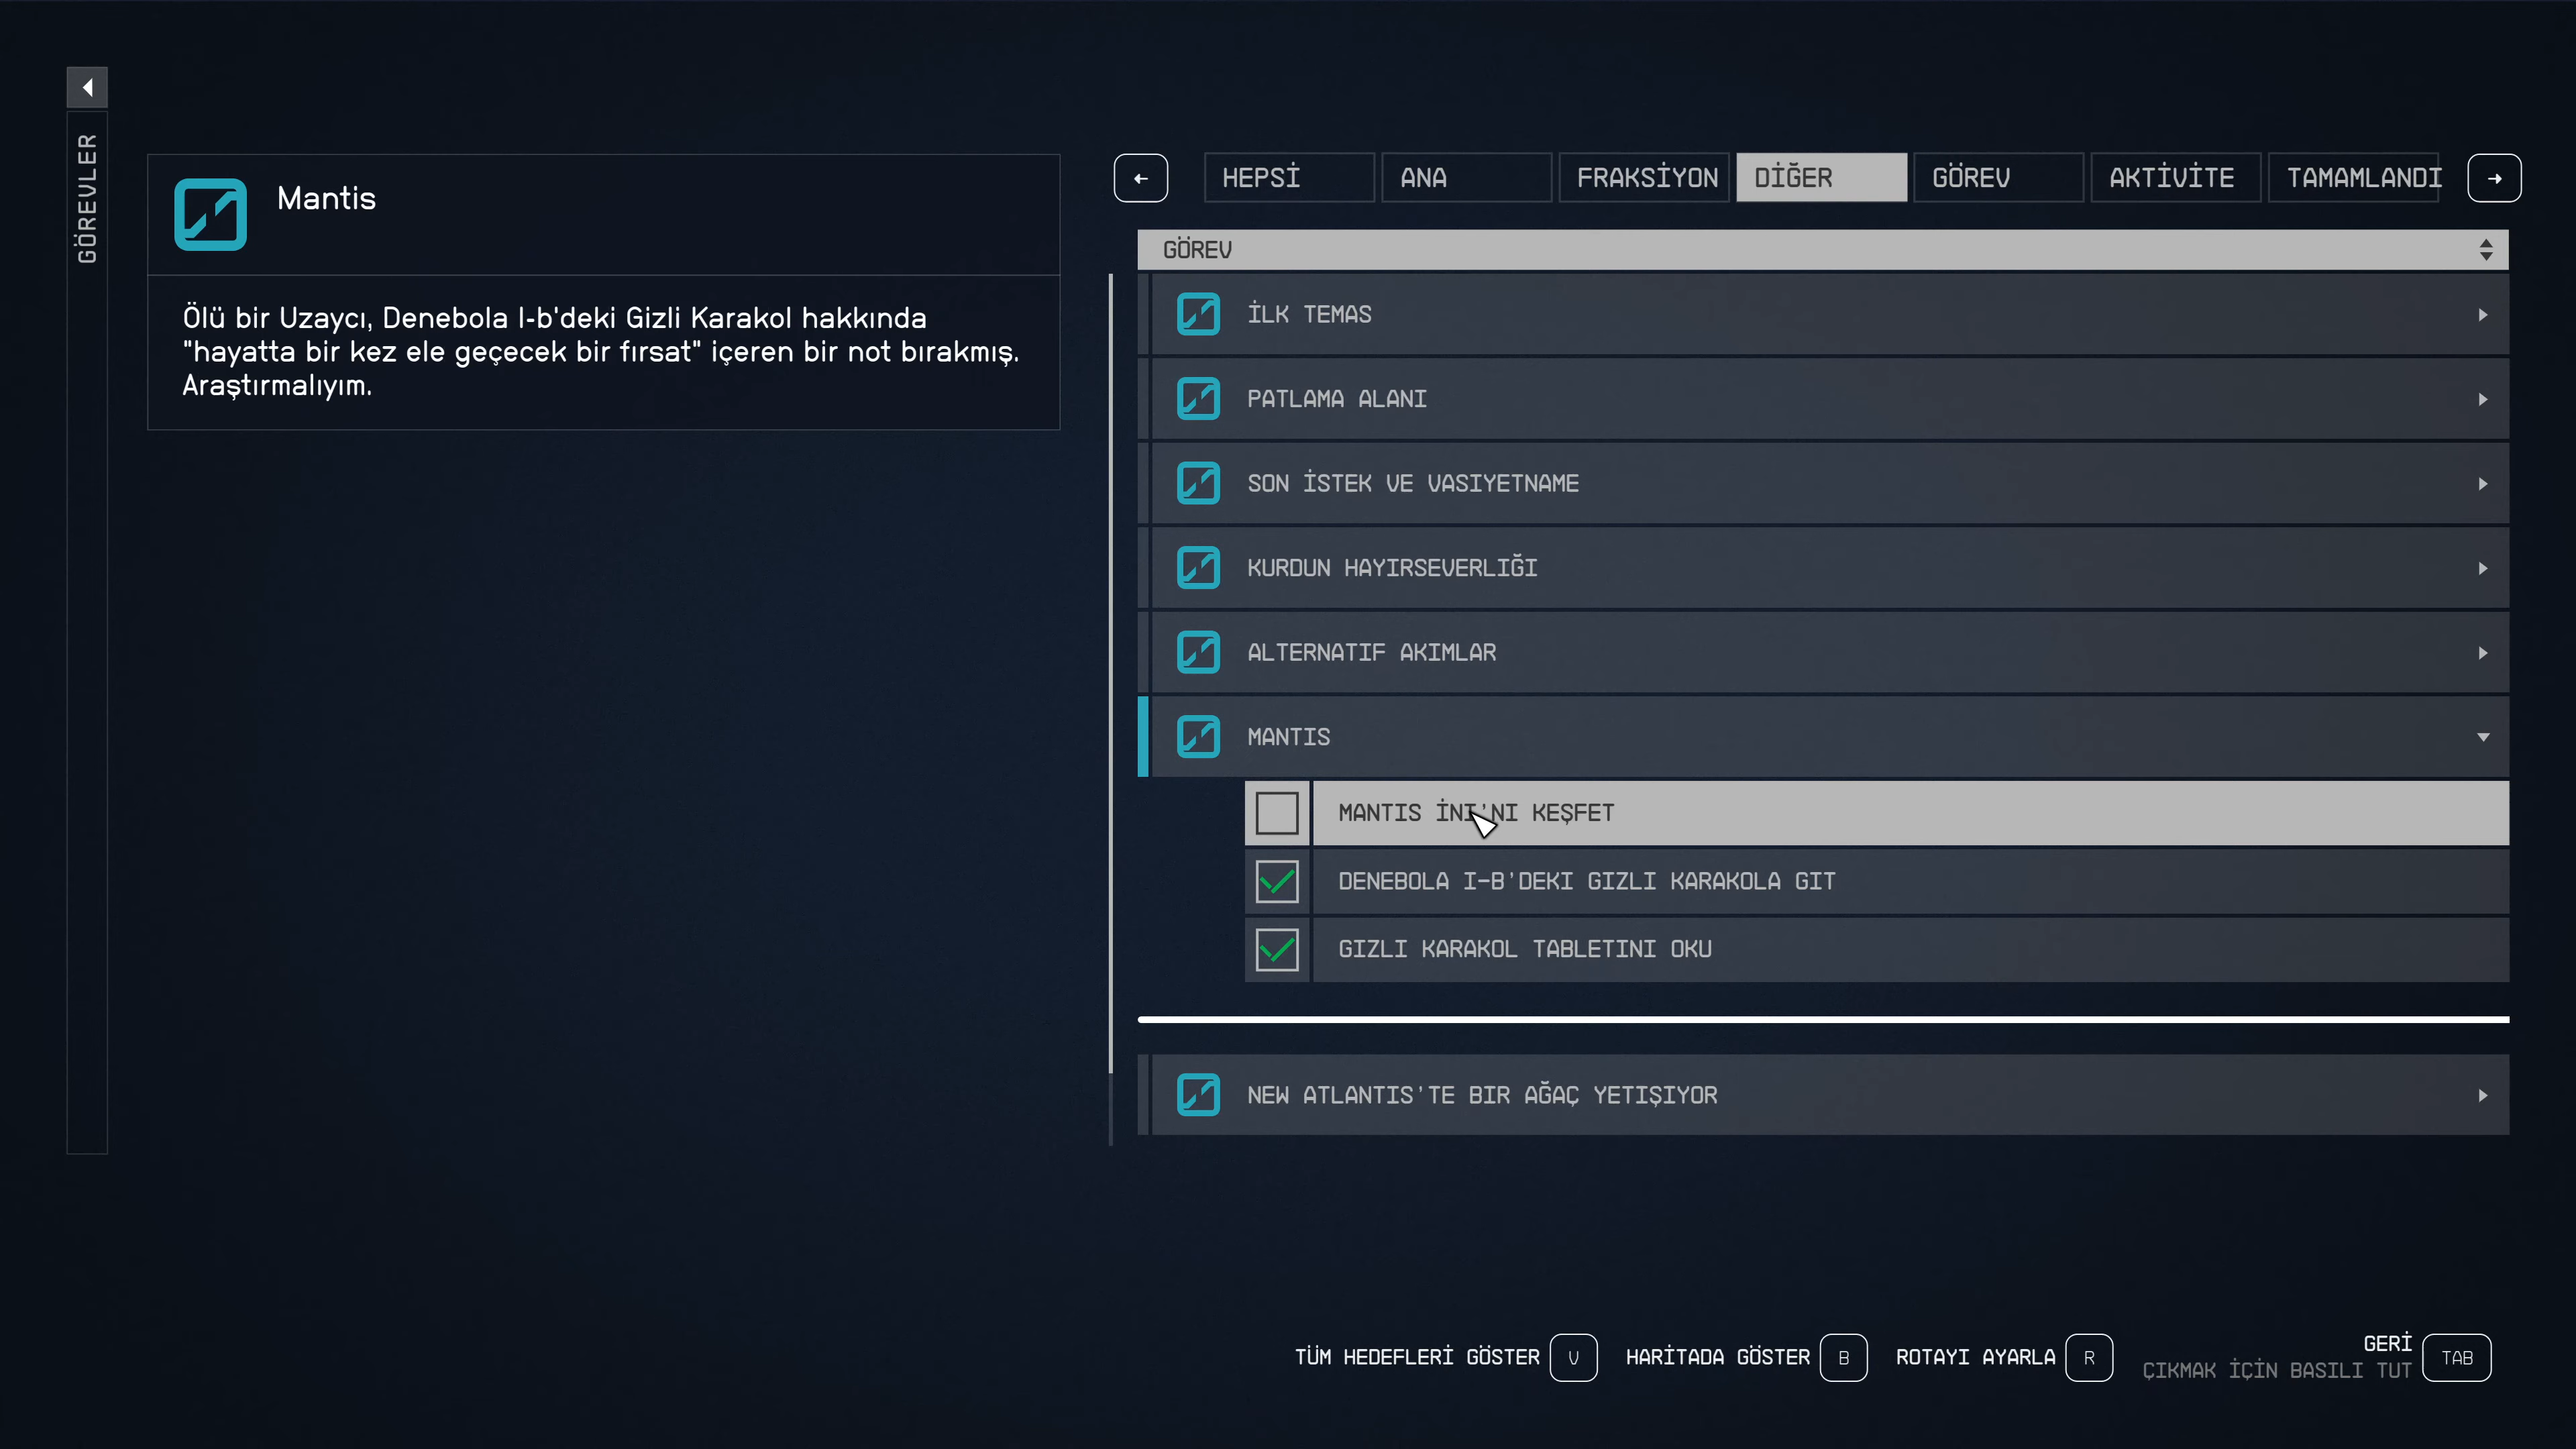 GÖREVLER
Mantis
Ölü bir Uzaycı, Denebola I-b'deki Gizli Karakol hakkında
"hayatta bir kez ele geçecek bir fırsat" içeren bir not bırakmış.
Araştırmalıyım.
HEPSİ ANA FRAKSİYON DİĞER GÖREV AKTİVİTE TAMAMLANDI
GÖREV
İLK TEMAS
PATLAMA ALANI
SON İSTEK VE VASIYETNAME
KURDUN HAYIRSEVERLIĞI
ALTERNATIF AKIMLAR
MANTIS
MANTIS İNI'NI KEŞFET
DENEBOLA I-B'DEKI GIZLI KARAKOLA GIT
GIZLI KARAKOL TABLETINI OKU
NEW ATLANTIS'TE BIR AĞAÇ YETIŞIYOR
TÜM HEDEFLERİ GÖSTER V HARİTADA GÖSTER B ROTAYI AYARLA R GERİ TAB
ÇIKMAK İÇİN BASILI TUT